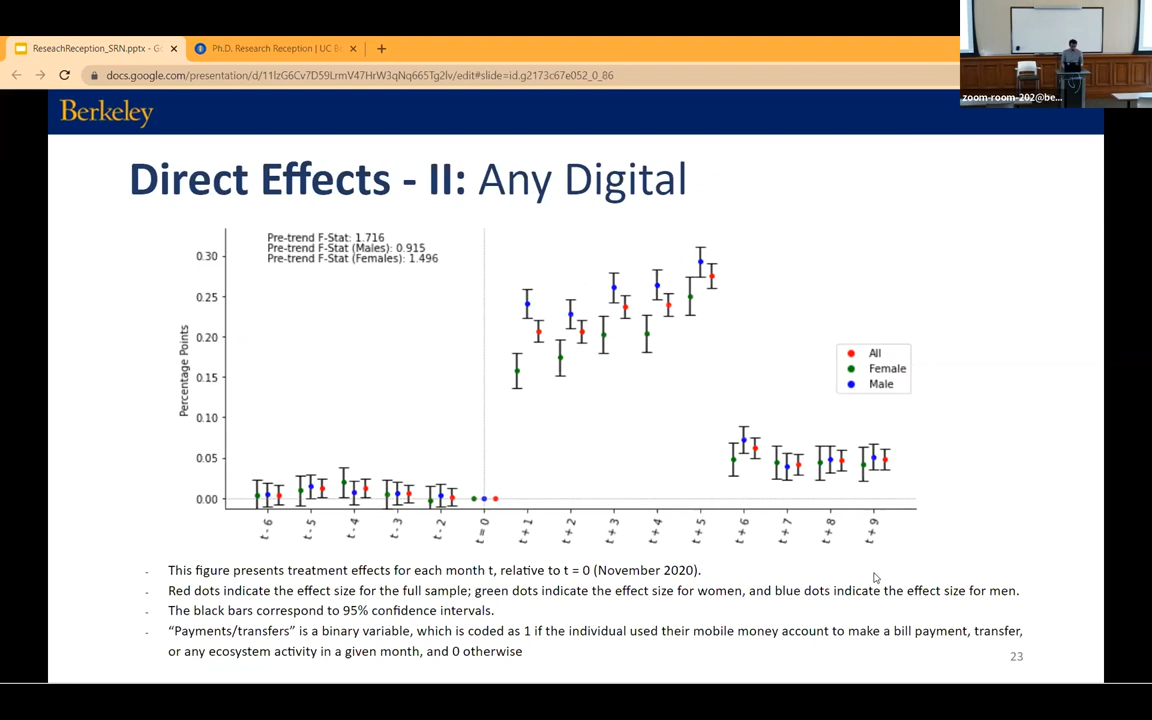 ReseachReception_SRN.pptx - Go
Ph.D. Research Reception | UC B
docs.google.com/presentation/d/11lzG6Cv7D59LrmV47HrW3qNq665Tg2lv/edit#slide=id.g2173c67e052_0_86
zoom-room-202@be...
Berkeley
Direct Effects - II: Any Digital
Pre-trend F-Stat: 1.716
Pre-trend F-Stat (Males): 0.915
Pre-trend F-Stat (Females): 1.496
Percentage Points
0.30
0.25
0.20
0.15
0.10
0.05
0.00
All
Female
Male
t - 6
t - 5
t - 4
t - 3
t - 2
t = 0
t + 1
t + 2
t + 3
t + 4
t + 5
t + 6
t + 7
t + 8
t + 9
- This figure presents treatment effects for each month t, relative to t = 0 (November 2020).
- Red dots indicate the effect size for the full sample; green dots indicate the effect size for women, and blue dots indicate the effect size for men.
- The black bars correspond to 95% confidence intervals.
- “Payments/transfers” is a binary variable, which is coded as 1 if the individual used their mobile money account to make a bill payment, transfer,
or any ecosystem activity in a given month, and 0 otherwise
23